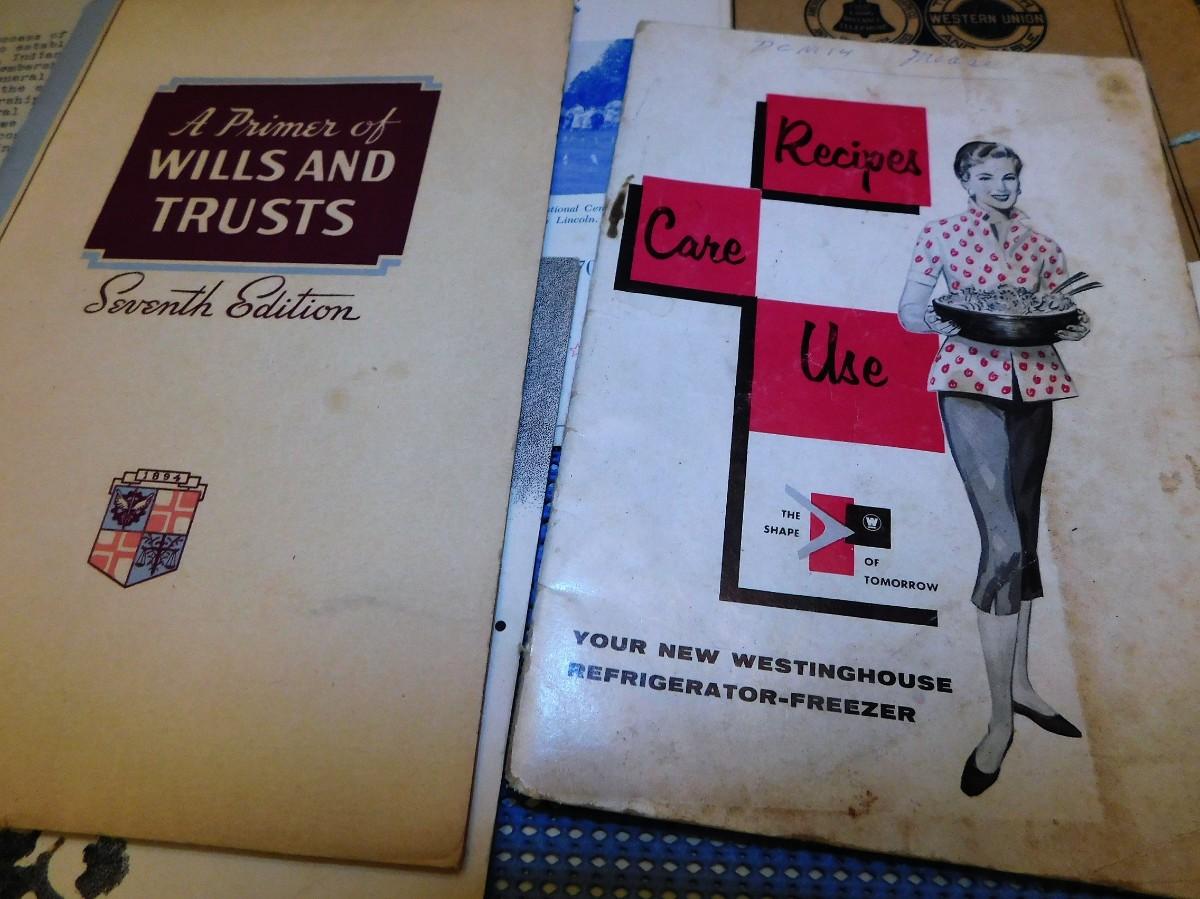 A Primer of
WILLS AND
TRUSTS
Seventh Edition
1894
Recipes
Care
Use
THE
SHAPE
OF
TOMORROW
W
YOUR NEW WESTINGHOUSE
REFRIGERATOR-FREEZER
WESTERN UNION
Lincoln.
Indian